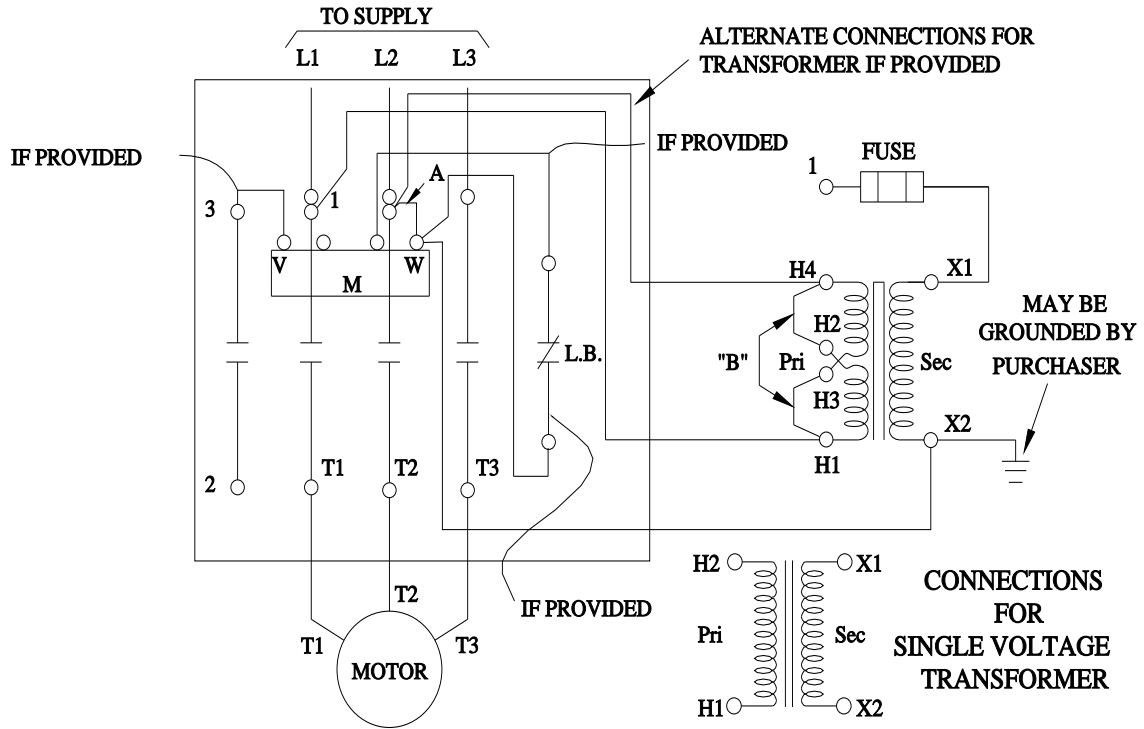 TO SUPPLY
L1 L2 L3
ALTERNATE CONNECTIONS FOR
TRANSFORMER IF PROVIDED
IF PROVIDED
IF PROVIDED
A
1
3
V
W
M
L.B.
1
FUSE
H4
X1
H2
"B"
Pri
Sec
H3
H1
X2
MAY BE
GROUNDED BY
PURCHASER
2
T1
T2
T3
T2
T1
T3
MOTOR
IF PROVIDED
H2
X1
Pri
Sec
H1
X2
CONNECTIONS
FOR
SINGLE VOLTAGE
TRANSFORMER